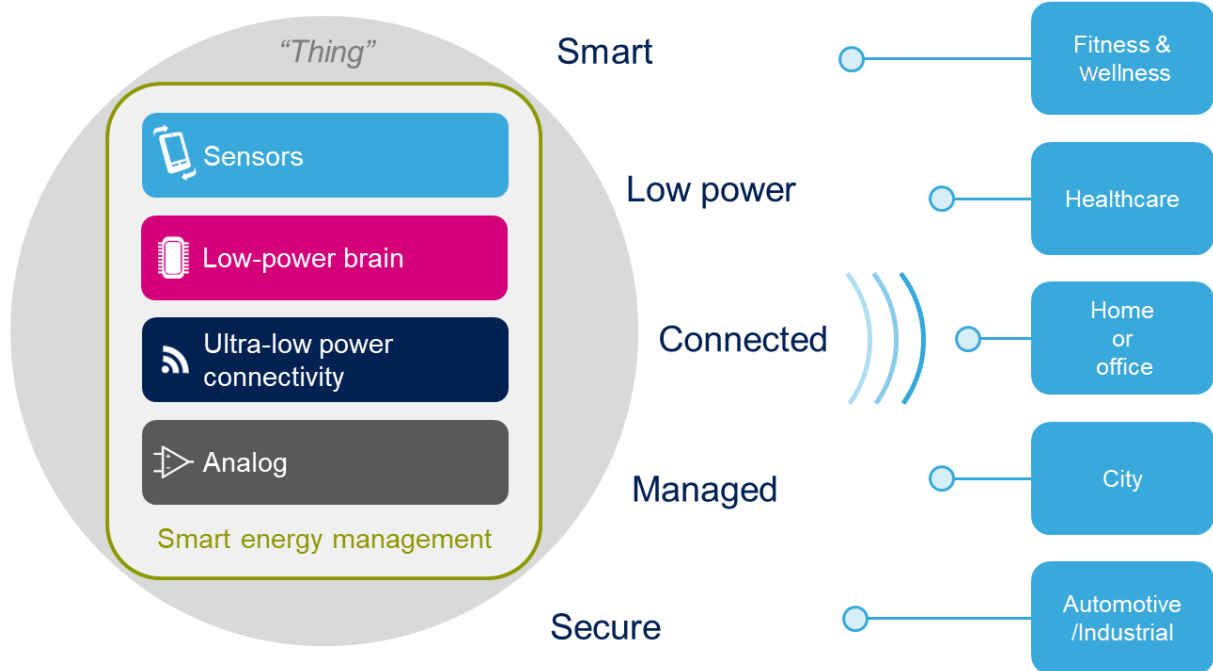 “Thing”
Sensors
Low-power brain
Ultra-low power
connectivity
Analog
Smart energy management
Smart
Low power
Connected
Managed
Secure
Fitness &
Wellness
Healthcare
Home
or
office
City
Automotive
/Industrial